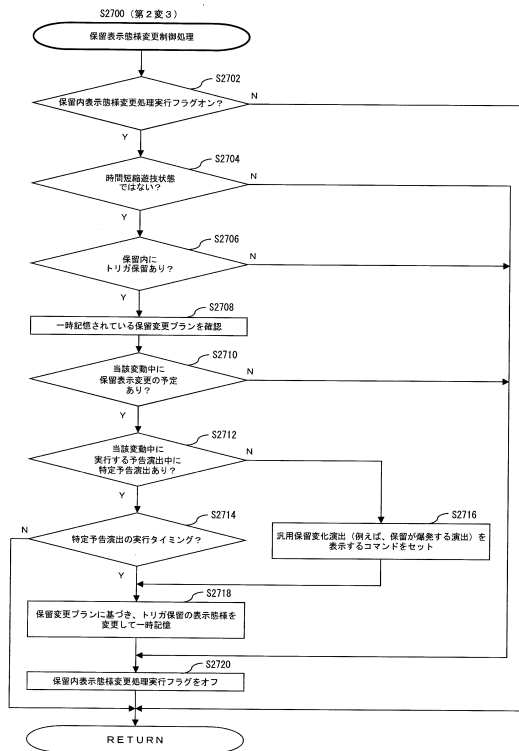 S2700（第２変３）
保留表示態様変更制御処理
S2702
保留内表示態様変更処理実行フラグオン？
N
Y
S2704
時間短縮遊技状態
ではない？
N
Y
S2706
保留内に
トリガ保留あり？
N
Y
S2708
一時記憶されている保留変更プランを確認
S2710
当該変動中に
保留表示変更の予定
あり？
N
Y
S2712
当該変動中に
実行する予告演出中に
特定予告演出あり？
N
Y
S2714
特定予告演出の実行タイミング？
N
Y
S2716
汎用保留変化演出（例えば、保留が爆発する演出）を
表示するコマンドをセット
S2718
保留変更プランに基づき、トリガ保留の表示態様を
変更して一時記憶
S2720
保留内表示態様変更処理実行フラグをオフ
ＲＥＴＵＲＮ